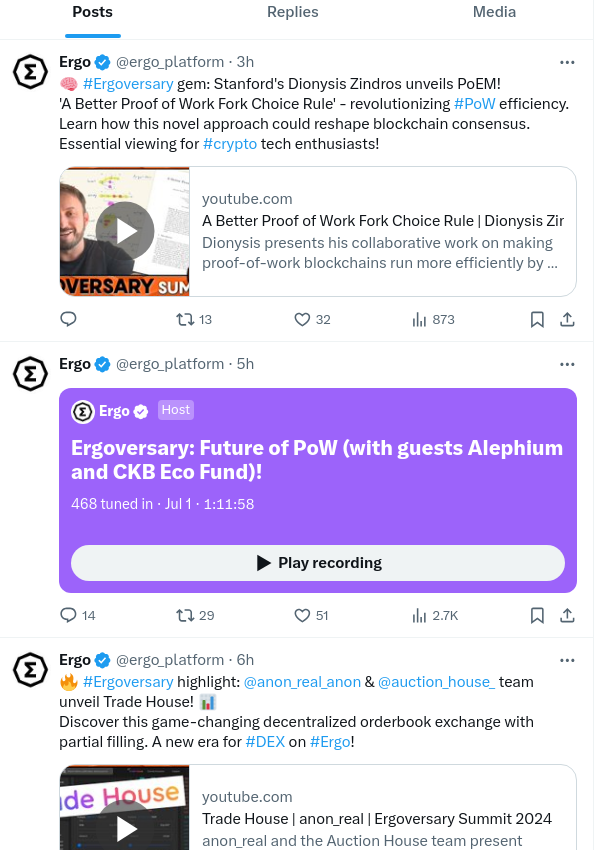 Posts Replies Media
Ergo @ergo_platform · 3h
🧠 #Ergoversary gem: Stanford's Dionysis Zindros unveils PoEM!
'A Better Proof of Work Fork Choice Rule' - revolutionizing #PoW efficiency.
Learn how this novel approach could reshape blockchain consensus.
Essential viewing for #crypto tech enthusiasts!
OVERSARY SUM
youtube.com
A Better Proof of Work Fork Choice Rule | Dionysis Zir
Dionysis presents his collaborative work on making
proof-of-work blockchains run more efficiently by ...
13 32 873
Ergo @ergo_platform · 5h
Ergo Host
Ergoversary: Future of PoW (with guests Alephium
and CKB Eco Fund)!
468 tuned in · Jul 1 · 1:11:58
Play recording
14 29 51 2.7K
Ergo @ergo_platform · 6h
🔥 #Ergoversary highlight: @anon_real_anon & @auction_house_ team
unveil Trade House! 📊
Discover this game-changing decentralized orderbook exchange with
partial filling. A new era for #DEX on #Ergo!
ade House
youtube.com
Trade House | anon_real | Ergoversary Summit 2024
anon_real and the Auction House team present